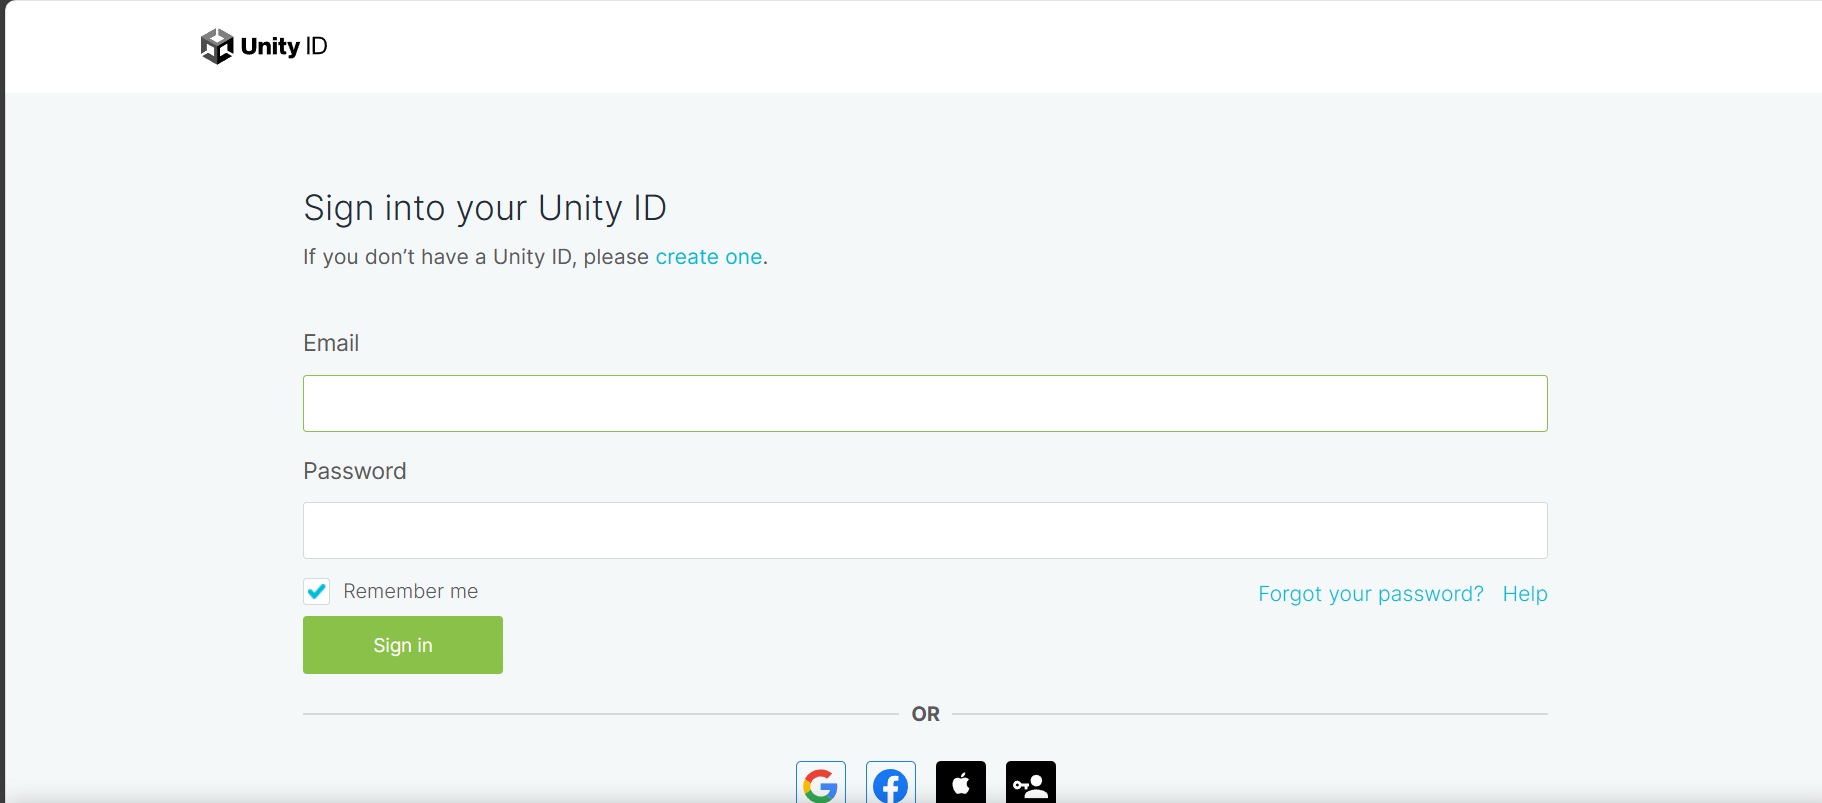 Unity ID
Sign into your Unity ID
If you don’t have a Unity ID, please create one.
Email
Password
Remember me
Forgot your password? Help
Sign in
OR